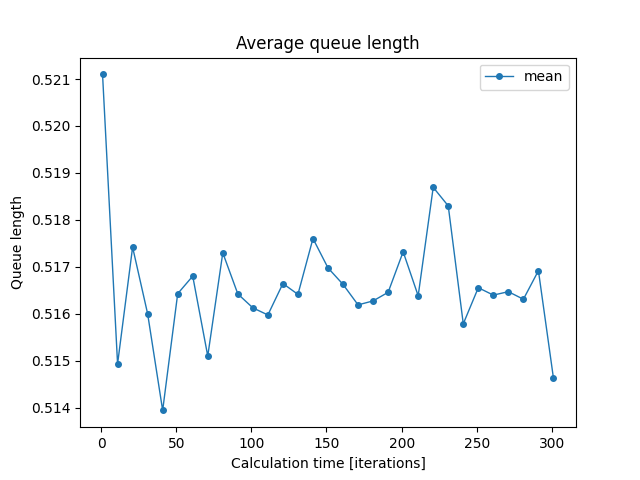 Average queue length
mean
Queue length
0.521
0.520
0.519
0.518
0.517
0.516
0.515
0.514
0 50 100 150 200 250 300
Calculation time [iterations]